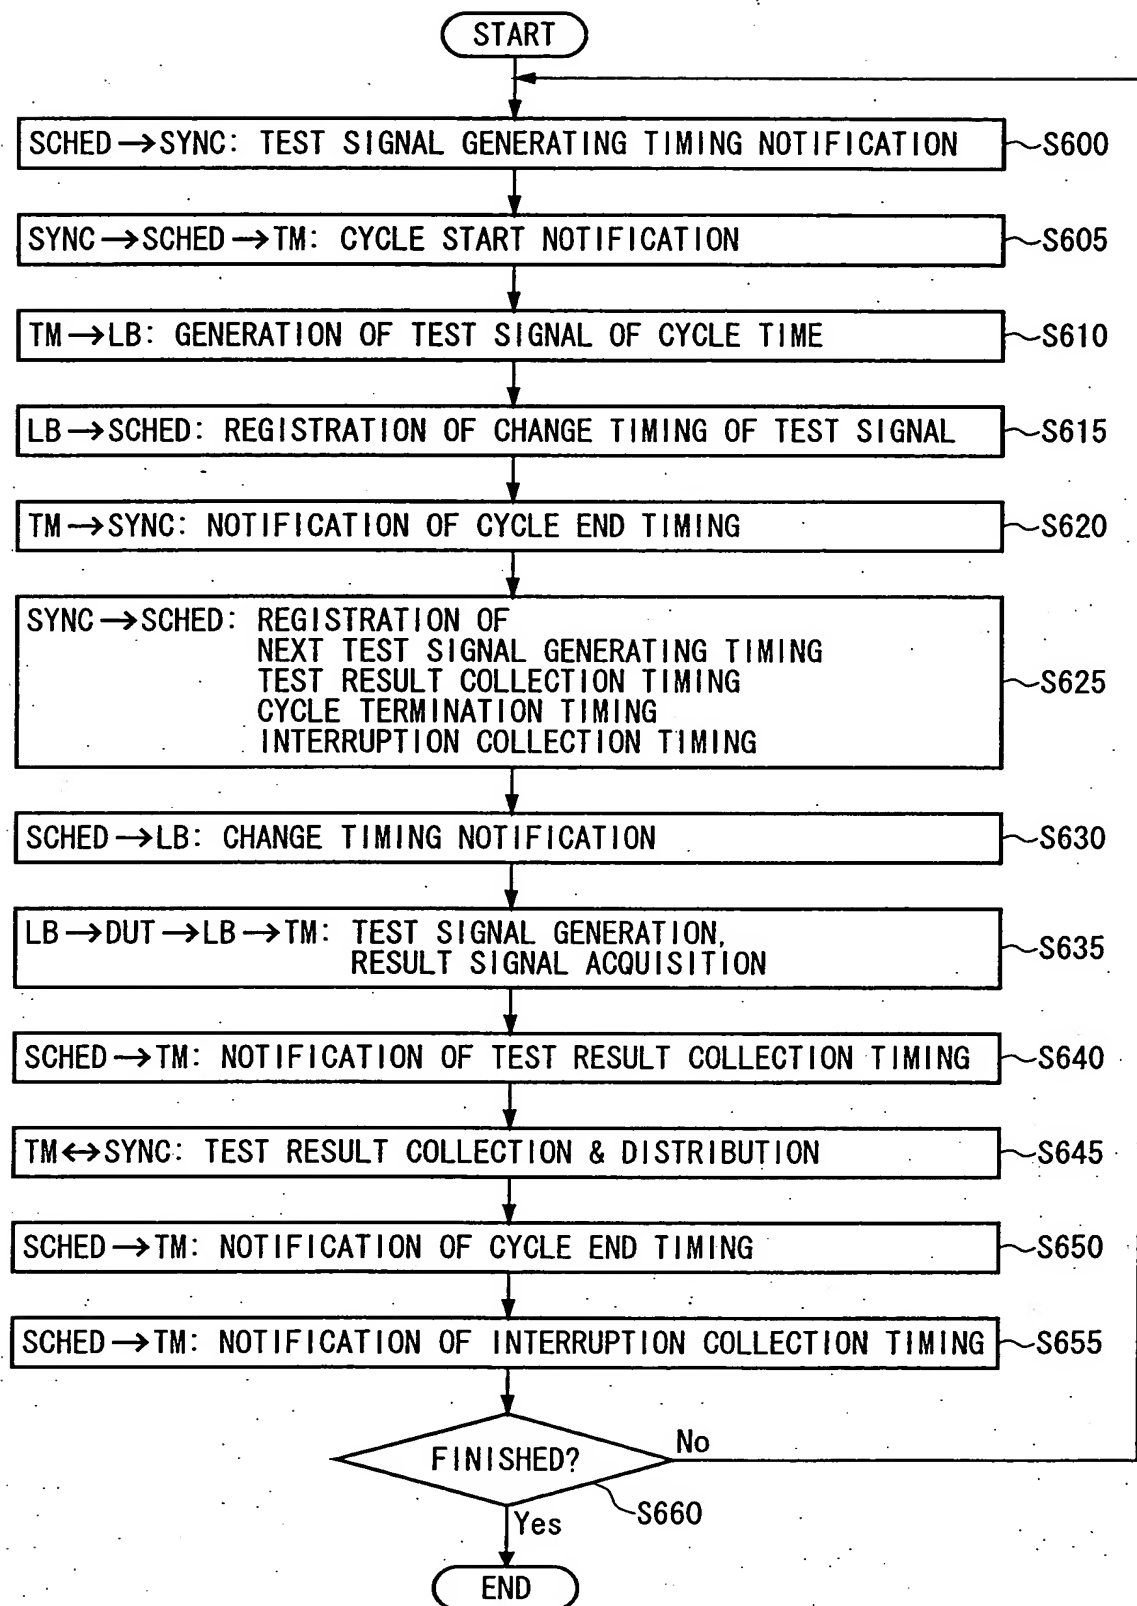 START
SCHED→SYNC: TEST SIGNAL GENERATING TIMING NOTIFICATION
S600
SYNC→SCHED→TM: CYCLE START NOTIFICATION
S605
TM→LB: GENERATION OF TEST SIGNAL OF CYCLE TIME
S610
LB→SCHED: REGISTRATION OF CHANGE TIMING OF TEST SIGNAL
S615
TM→SYNC: NOTIFICATION OF CYCLE END TIMING
S620
SYNC→SCHED: REGISTRATION OF
NEXT TEST SIGNAL GENERATING TIMING
TEST RESULT COLLECTION TIMING
CYCLE TERMINATION TIMING
INTERRUPTION COLLECTION TIMING
S625
SCHED→LB: CHANGE TIMING NOTIFICATION
S630
LB→DUT→LB→TM: TEST SIGNAL GENERATION,
RESULT SIGNAL ACQUISITION
S635
SCHED→TM: NOTIFICATION OF TEST RESULT COLLECTION TIMING
S640
TM↔SYNC: TEST RESULT COLLECTION & DISTRIBUTION
S645
SCHED→TM: NOTIFICATION OF CYCLE END TIMING
S650
SCHED→TM: NOTIFICATION OF INTERRUPTION COLLECTION TIMING
S655
FINISHED?
No
S660
Yes
END